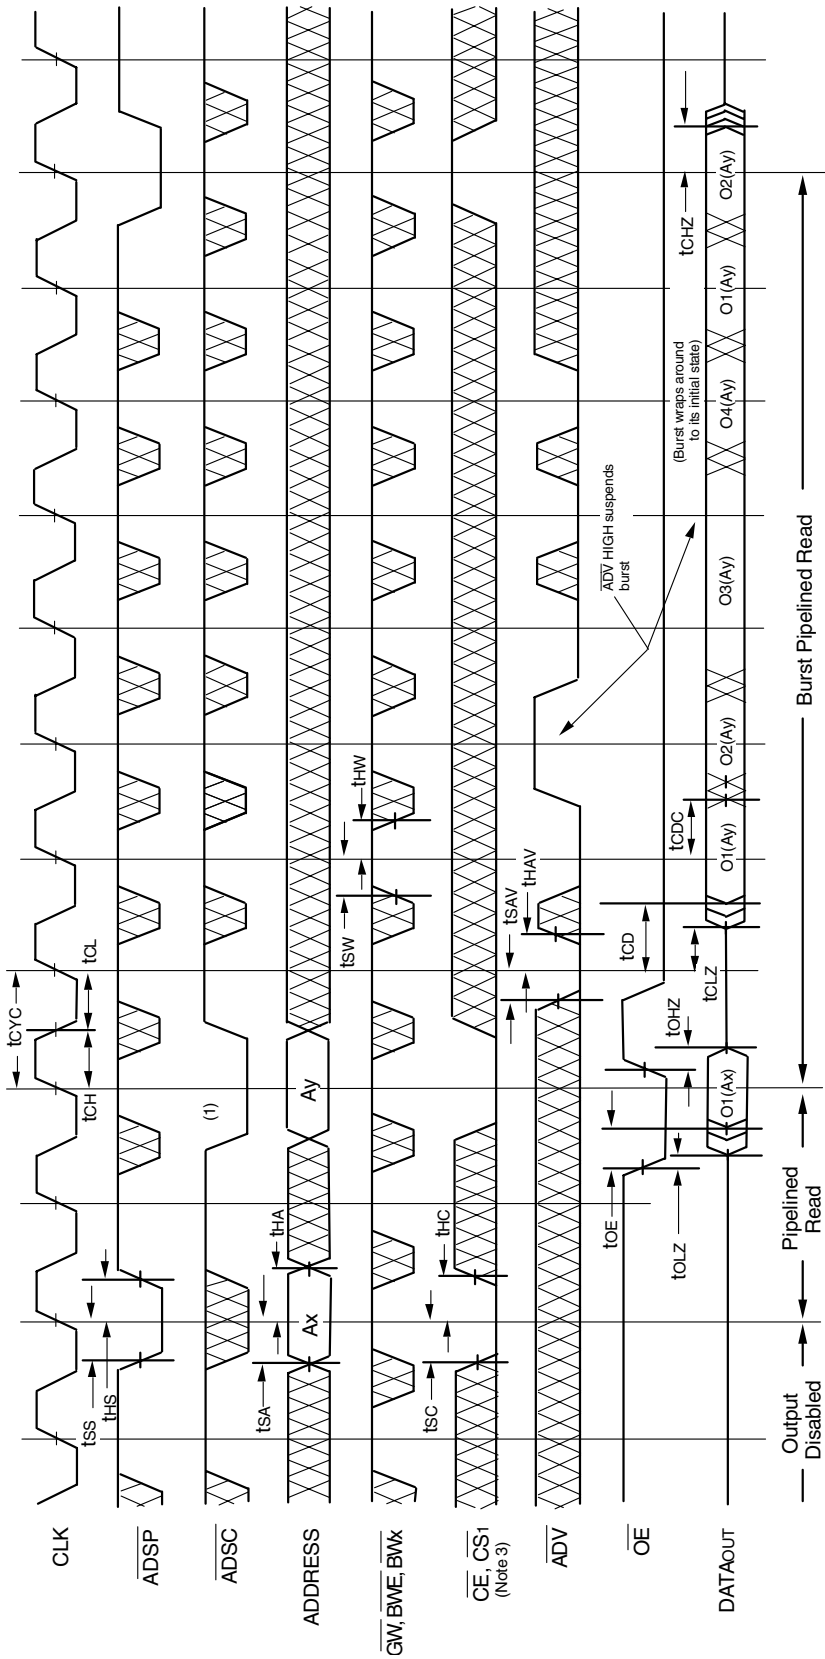 CLK
tCYC
tCH
tCL
ADSP
tSS
tHS
ADSC
(1)
ADDRESS
Ax
Ay
tSA
tHA
GW, BWE, BWx
tSW
tHW
CE, CS1
(Note 3)
tSC
tHC
ADV
tSAV
tHAV
ADV HIGH suspends
burst
OE
tOE
tOHZ
tCD
tOLZ
tCLZ
tCDC
(Burst wraps around
to its initial state)
tCHZ
DATAOUT
O1(Ax)
O1(Ay)
O2(Ay)
O3(Ay)
O4(Ay)
O1(Ay)
O2(Ay)
Output
Disabled
Pipelined
Read
Burst Pipelined Read